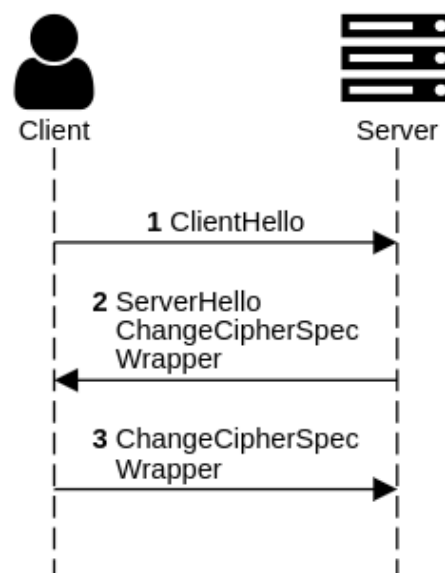 Client
Server
1 ClientHello
2 ServerHello
ChangeCipherSpec
Wrapper
3 ChangeCipherSpec
Wrapper